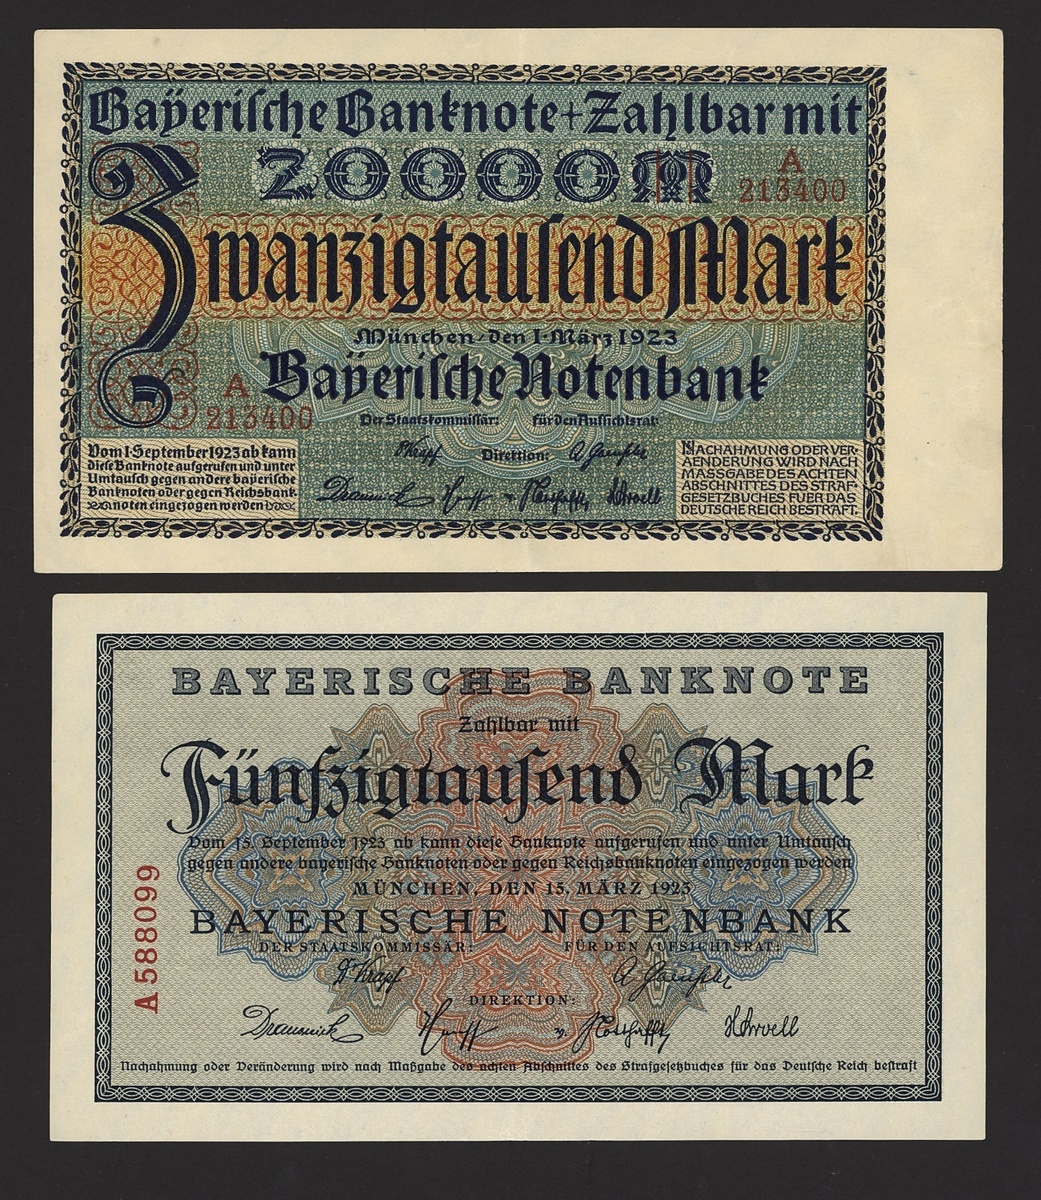 Bayerische Banknote + Zahlbar mit
20000 M
A
213400
Zwanzigtausend Mark
München, den 1. März 1923
Bayerische Notenbank
A
213400
Der Staatskommissär: für den Aufsichtsrat:
Direktion:
Vom 1. September 1923 ab kann
diese Banknote aufgerufen und unter
Umtausch gegen andere bayerische
Banknoten oder gegen Reichsbank-
noten eingezogen werden
NACHAHMUNG ODER VER-
AENDERUNG WIRD NACH
MASSGABE DES ACHTEN
ABSCHNITTES DES STRAF-
GESETZBUCHES FUER DAS
DEUTSCHE REICH BESTRAFT.
BAYERISCHE BANKNOTE
Zahlbar mit
Fünfzigtausend Mark
Vom 15. September 1923 ab kann diese Banknote aufgerufen und unter Umtausch
gegen andere bayerische Banknoten oder gegen Reichsbanknoten eingezogen werden
MÜNCHEN, DEN 15. MÄRZ 1923
BAYERISCHE NOTENBANK
DER STAATSKOMMISSÄR: FÜR DEN AUFSICHTSRAT:
DIREKTION:
A 588099
Nachahmung oder Veränderung wird nach Maßgabe des achten Abschnittes des Strafgesetzbuches für das Deutsche Reich bestraft